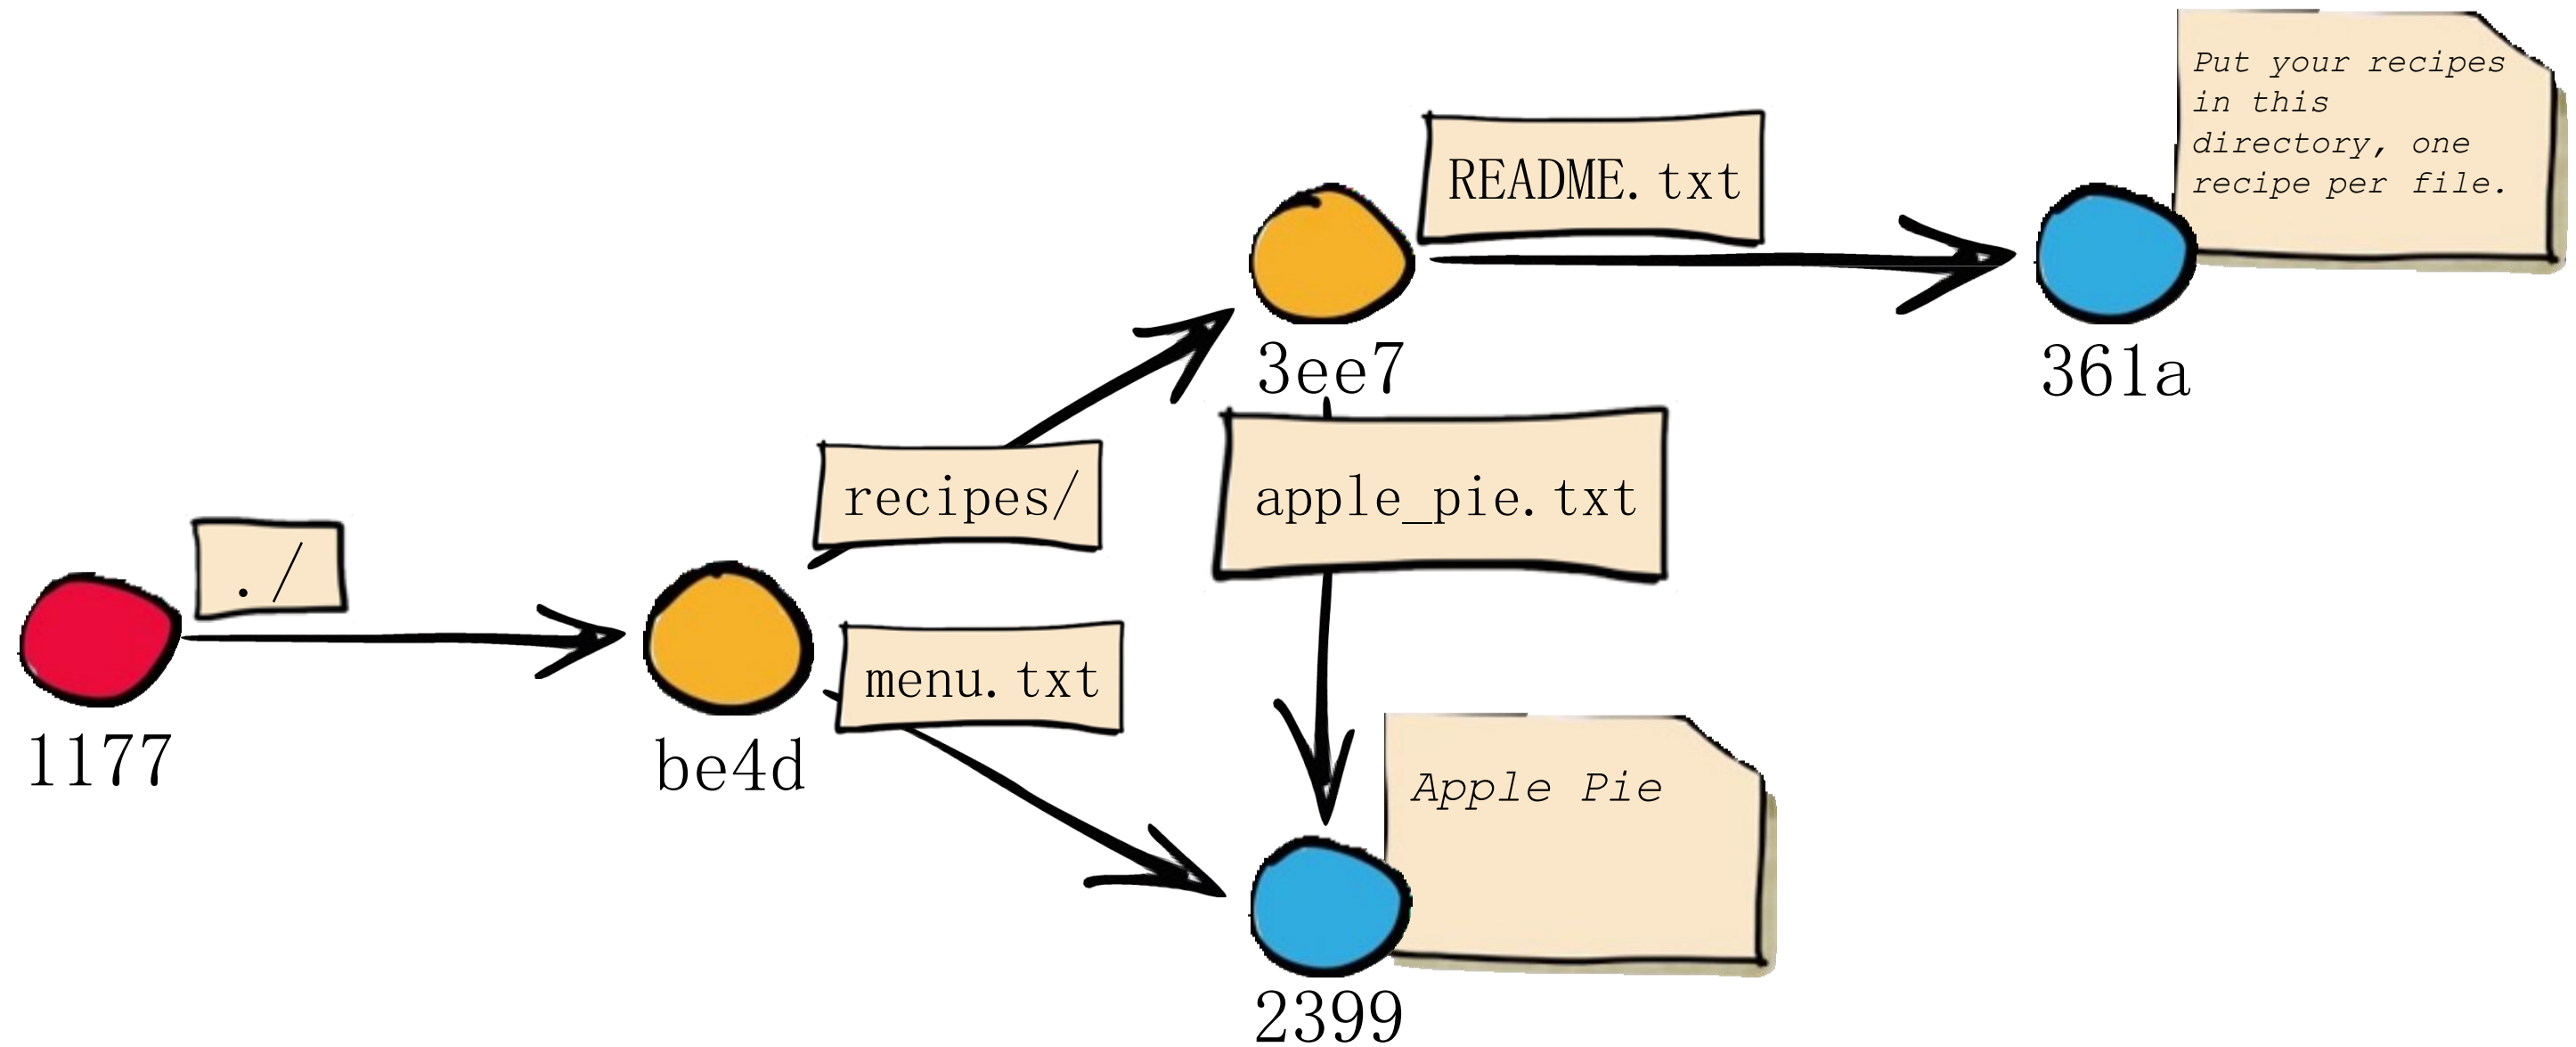 Put your recipes
in this
directory, one
recipe per file.
README.txt
3ee7
361a
recipes/
apple_pie.txt
./
menu.txt
1177
be4d
Apple Pie
2399